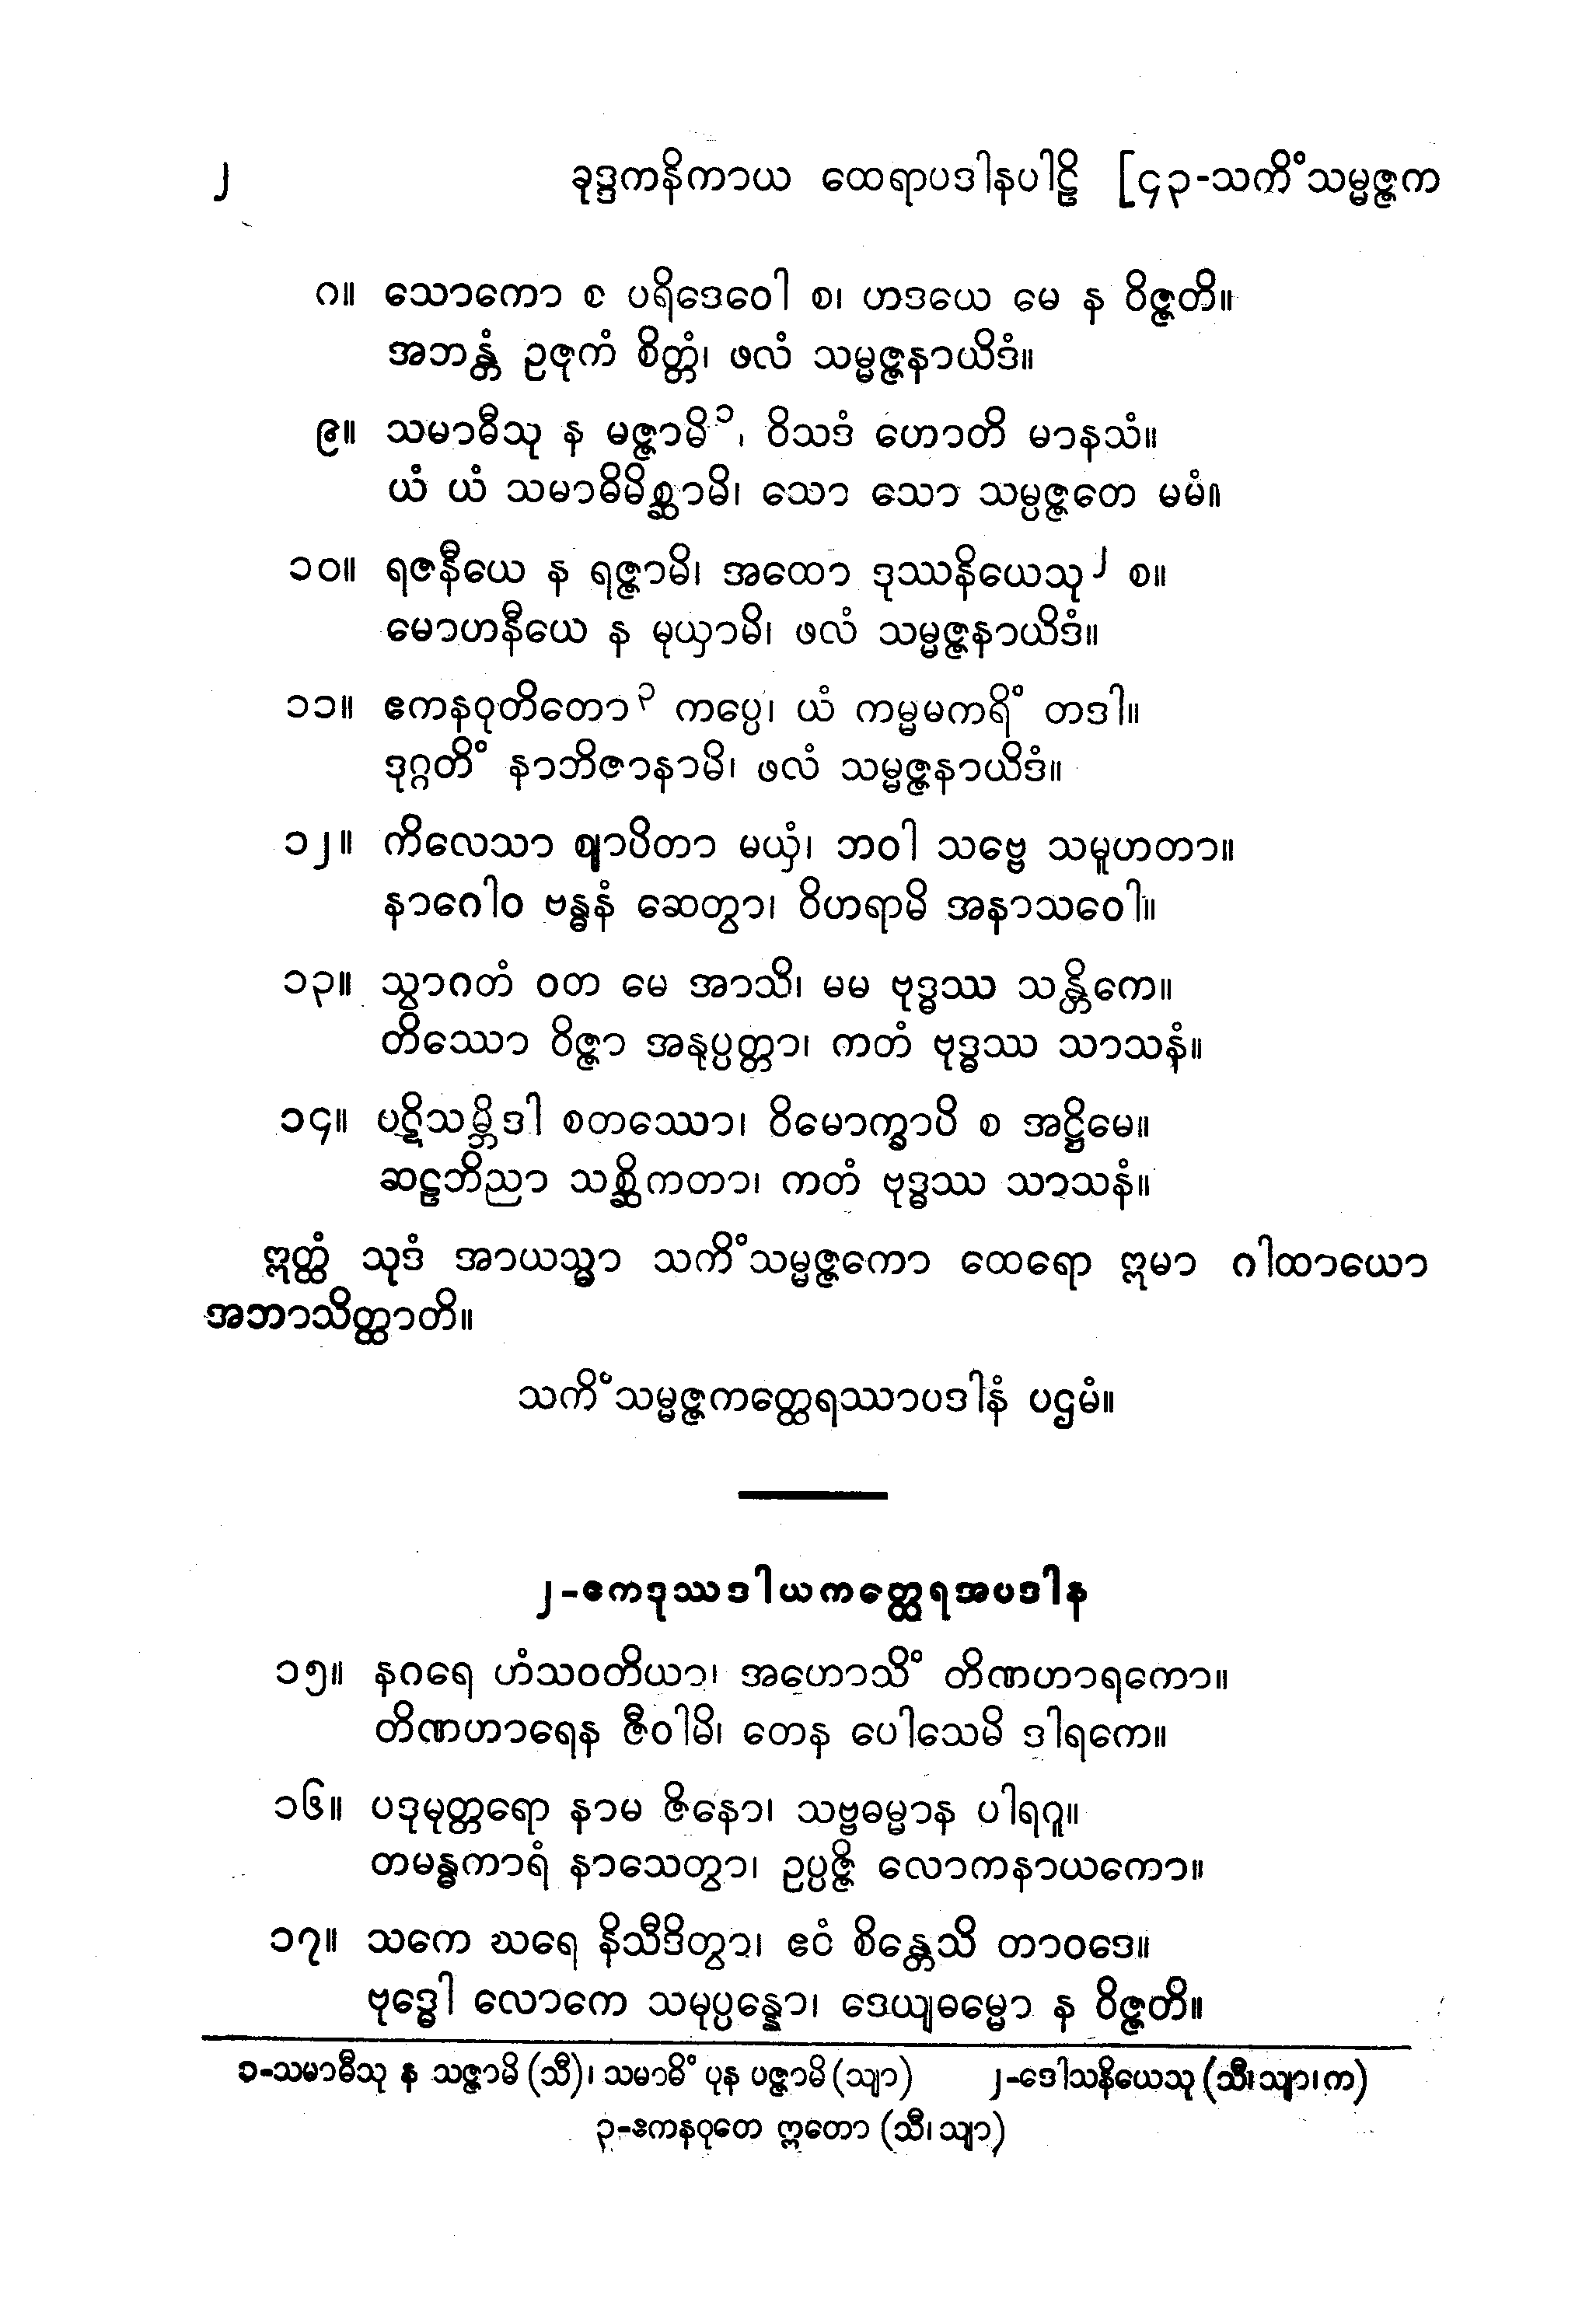 ၂ ခုဒ္ဒကနိကာယ ထေရာပဒါနပါဠိ [၄၃-သကိံသမ္မဇ္ဇက
ဂ။ သောကော စ ပရိဒေဝေါ စ၊ ဟဒယေ မေ န ဝိဇ္ဇတိ။
အဘန္တံ ဥဇုကံ စိတ္တံ၊ ဖလံ သမ္မဇ္ဇနာယိဒံ။
၉။ သမာဓီသု န မဇ္ဇာမိ၁၊ ဝိသဒံ ဟောတိ မာနသံ။
ယံ ယံ သမာဓိမိစ္ဆာမိ၊ သော သော သမ္ပဇ္ဇတေ မမံ။
၁၀။ ရဇနီယေ န ရဇ္ဇာမိ၊ အထော ဒုဿနိယေသု၂ စ။
မောဟနီယေ န မုယှာမိ၊ ဖလံ သမ္မဇ္ဇနာယိဒံ။
၁၁။ ဧကနဝုတိတော၃ ကပ္ပေ၊ ယံ ကမ္မမကရိံ တဒါ။
ဒုဂ္ဂတိံ နာဘိဇာနာမိ၊ ဖလံ သမ္မဇ္ဇနာယိဒံ။
၁၂။ ကိလေသာ ဈာပိတာ မယှံ၊ ဘဝါ သဗ္ဗေ သမူဟတာ။
နာဂေါဝ ဗန္ဓနံ ဆေတွာ၊ ဝိဟရာမိ အနာသဝေါ။
၁၃။ သွာဂတံ ဝတ မေ အာသိ၊ မမ ဗုဒ္ဓဿ သန္တိကေ။
တိဿော ဝိဇ္ဇာ အနုပ္ပတ္တာ၊ ကတံ ဗုဒ္ဓဿ သာသနံ။
၁၄။ ပဋိသမ္ဘိဒါ စတဿော၊ ဝိမောက္ခာပိ စ အဋ္ဌိမေ။
ဆဠဘိညာ သစ္ဆိကတာ၊ ကတံ ဗုဒ္ဓဿ သာသနံ။
ဣတ္ထံ သုဒံ အာယသ္မာ သကိံသမ္မဇ္ဇကော ထေရော ဣမာ ဂါထာယော
အဘာသိတ္ထာတိ။
သကိံသမ္မဇ္ဇကတ္ထေရဿာပဒါနံ ပဌမံ။
၂-ဧကဒုဿဒါယကတ္ထေရအပဒါန
၁၅။ နဂရေ ဟံသဝတိယာ၊ အဟောသိံ တိဏဟာရကော။
တိဏဟာရေန ဇီဝါမိ၊ တေန ပေါသေမိ ဒါရကေ။
၁၆။ ပဒုမုတ္တရော နာမ ဇိနော၊ သဗ္ဗဓမ္မာန ပါရဂူ။
တမန္ဓကာရံ နာသေတွာ၊ ဥပ္ပဇ္ဇိ လောကနာယကော။
၁၇။ သကေ ဃရေ နိသီဒိတွာ၊ ဧဝံ စိန္တေသိ တာဝဒေ။
ဗုဒ္ဓေါ လောကေ သမုပ္ပန္နော၊ ဒေယျဓမ္မော န ဝိဇ္ဇတိ။
၁-သမာဓီသု န သဇ္ဇာမိ (သီ)၊ သမာဓိံ ပုန ပဇ္ဇာမိ (သျာ) ၂-ဒေါသနိယေသု (သီ၊သျာ၊က)
၃-ဧကနဝုတေ ဣတော (သီ၊သျာ)